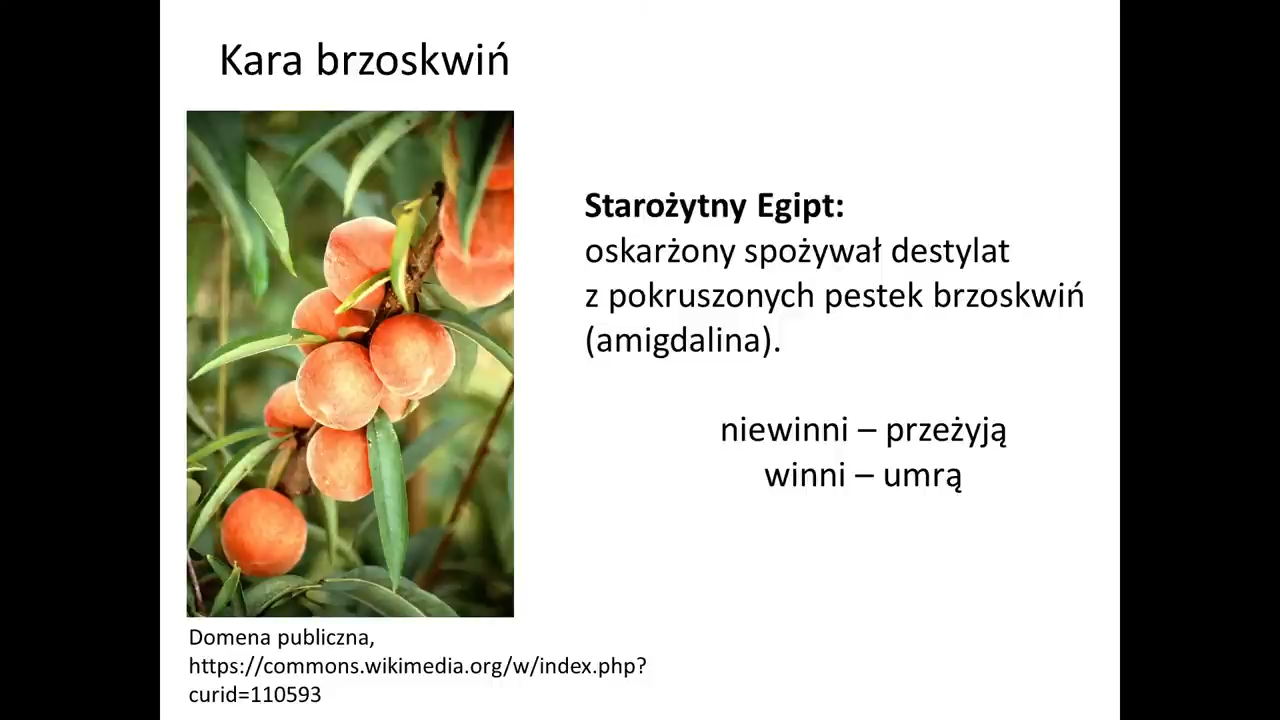 Kara brzoskwiń
Starożytny Egipt:
oskarżony spożywał destylat
z pokruszonych pestek brzoskwiń
(amigdalina).
niewinni – przeżyją
winni – umrą
Domena publiczna,
https://commons.wikimedia.org/w/index.php?
curid=110593